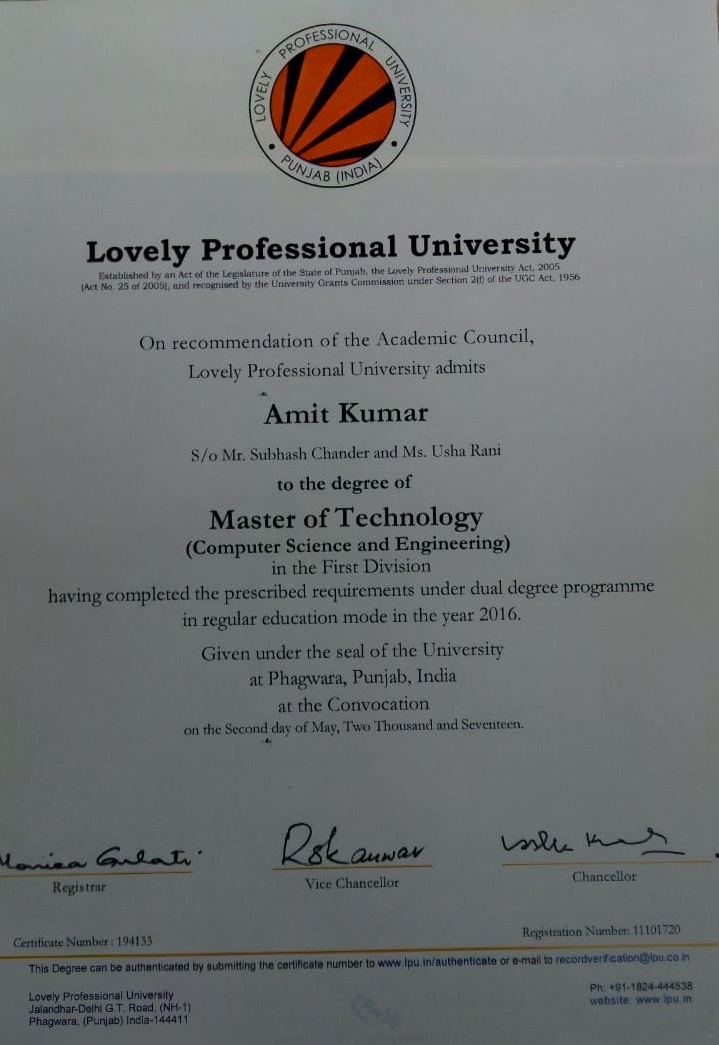 LOVELY PROFESSIONAL UNIVERSITY
PUNJAB (INDIA)
Lovely Professional University
Established by an Act of the Legislature of the State of Punjab, the Lovely Professional University Act, 2005
(Act No. 25 of 2005), and recognised by the University Grants Commission under Section 2(f) of the UGC Act, 1956
On recommendation of the Academic Council,
Lovely Professional University admits
Amit Kumar
S/o Mr. Subhash Chander and Ms. Usha Rani
to the degree of
Master of Technology
(Computer Science and Engineering)
in the First Division
having completed the prescribed requirements under dual degree programme
in regular education mode in the year 2016.
Given under the seal of the University
at Phagwara, Punjab, India
at the Convocation
on the Second day of May, Two Thousand and Seventeen.
Monica Gulati
Registrar
RSkanwar
Vice Chancellor
Chancellor
Certificate Number : 194133
Registration Number: 11101720
This Degree can be authenticated by submitting the certificate number to www.lpu.in/authenticate or e-mail to recordverification@lpu.co.in
Lovely Professional University
Jalandhar-Delhi G.T. Road, (NH-1)
Phagwara, (Punjab) India-144411
Ph: +91-1824-444538
website: www.lpu.in